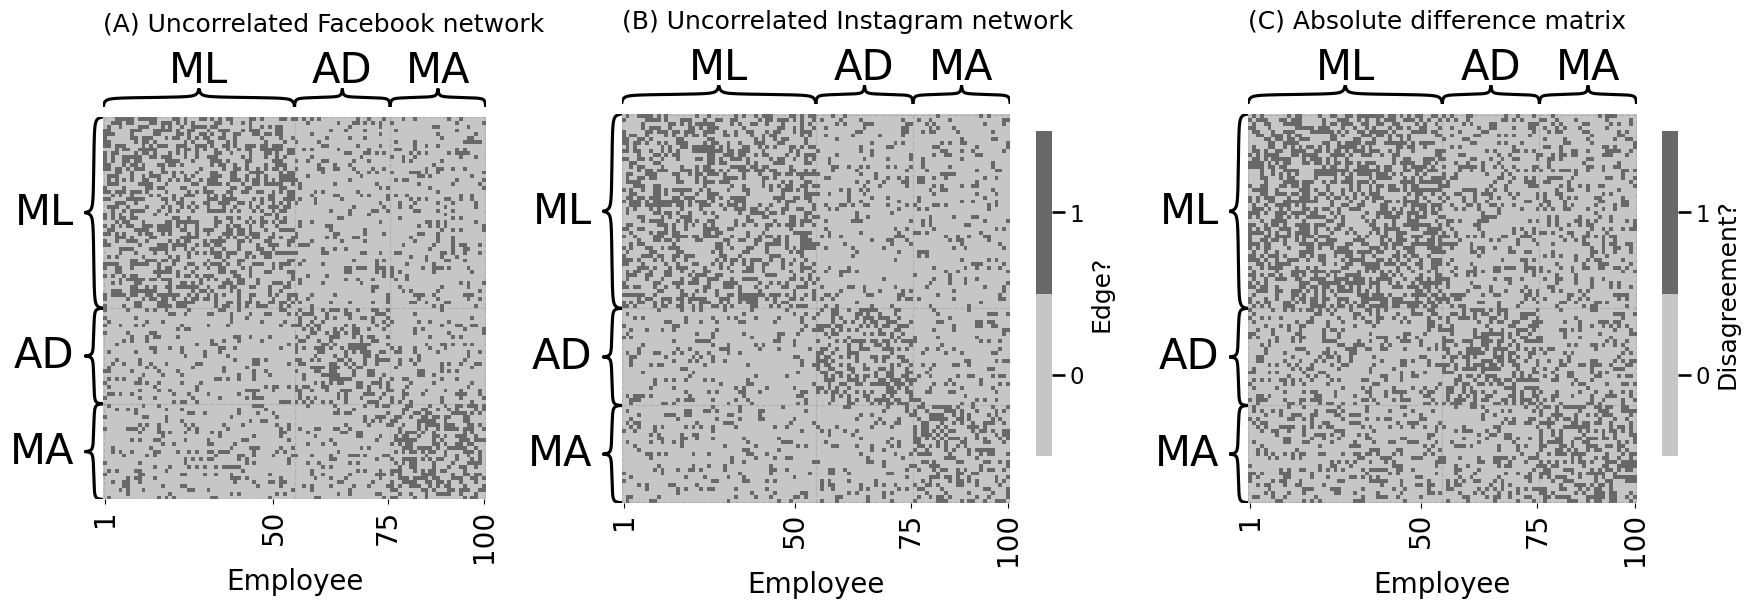 (A) Uncorrelated Facebook network
ML AD MA
ML
AD
MA
1 50 75 100
Employee
(B) Uncorrelated Instagram network
ML AD MA
ML
AD
MA
1 50 75 100
Employee
1
0
Edge?
(C) Absolute difference matrix
ML AD MA
ML
AD
MA
1 50 75 100
Employee
1
0
Disagreement?